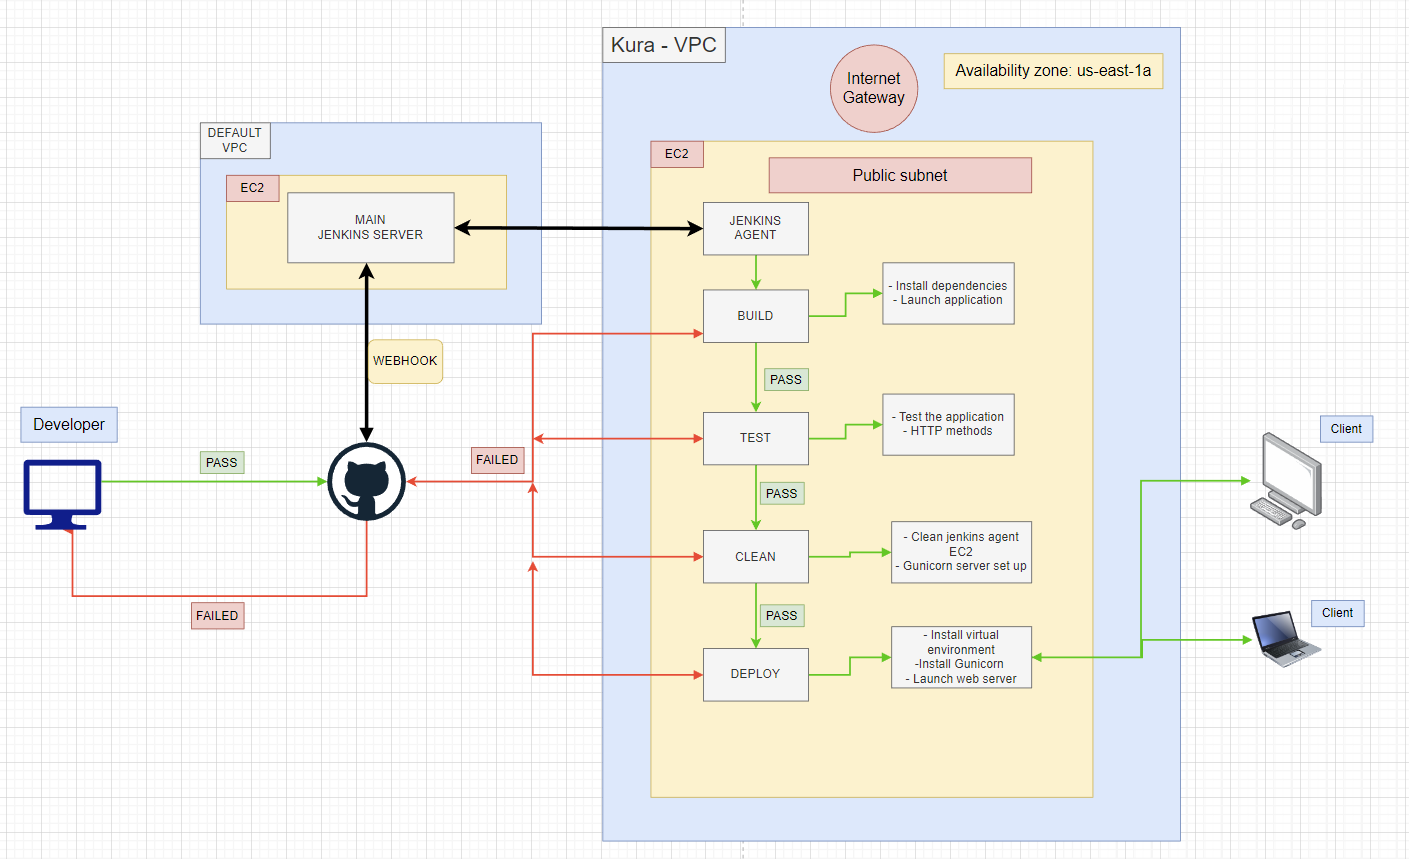 Kura - VPC
Internet
Gateway
Availability zone: us-east-1a
DEFAULT
VPC
EC2
MAIN
JENKINS SERVER
EC2
Public subnet
JENKINS
AGENT
BUILD
- Install dependencies
- Launch application
WEBHOOK
PASS
Developer
TEST
- Test the application
- HTTP methods
Client
PASS
FAILED
PASS
CLEAN
- Clean jenkins agent
EC2
- Gunicorn server set up
FAILED
PASS
DEPLOY
- Install virtual
environment
-Install Gunicorn
- Launch web server
Client